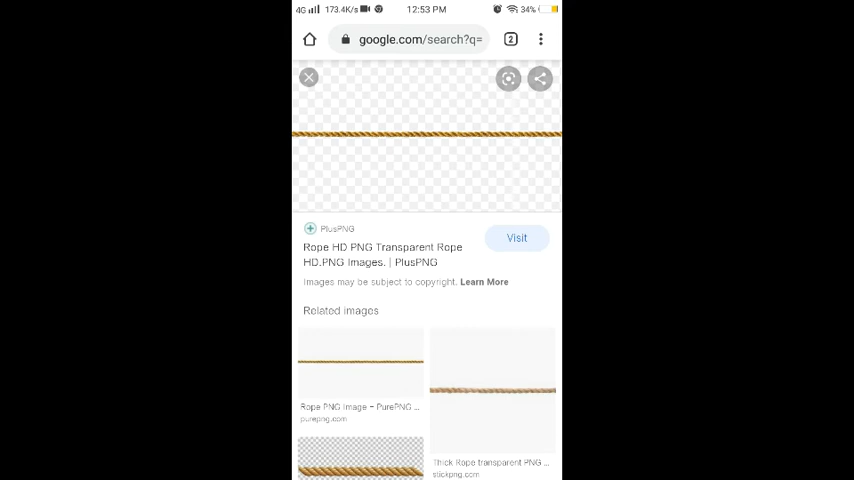 4G 173.4K/s 12:53 PM 34%
google.com/search?q= 2
PlusPNG
Rope HD PNG Transparent Rope
HD.PNG Images. | PlusPNG
Visit
Images may be subject to copyright. Learn More
Related images
Rope PNG Image – PurePNG ...
purepng.com
Thick Rope transparent PNG ...
stickpng.com